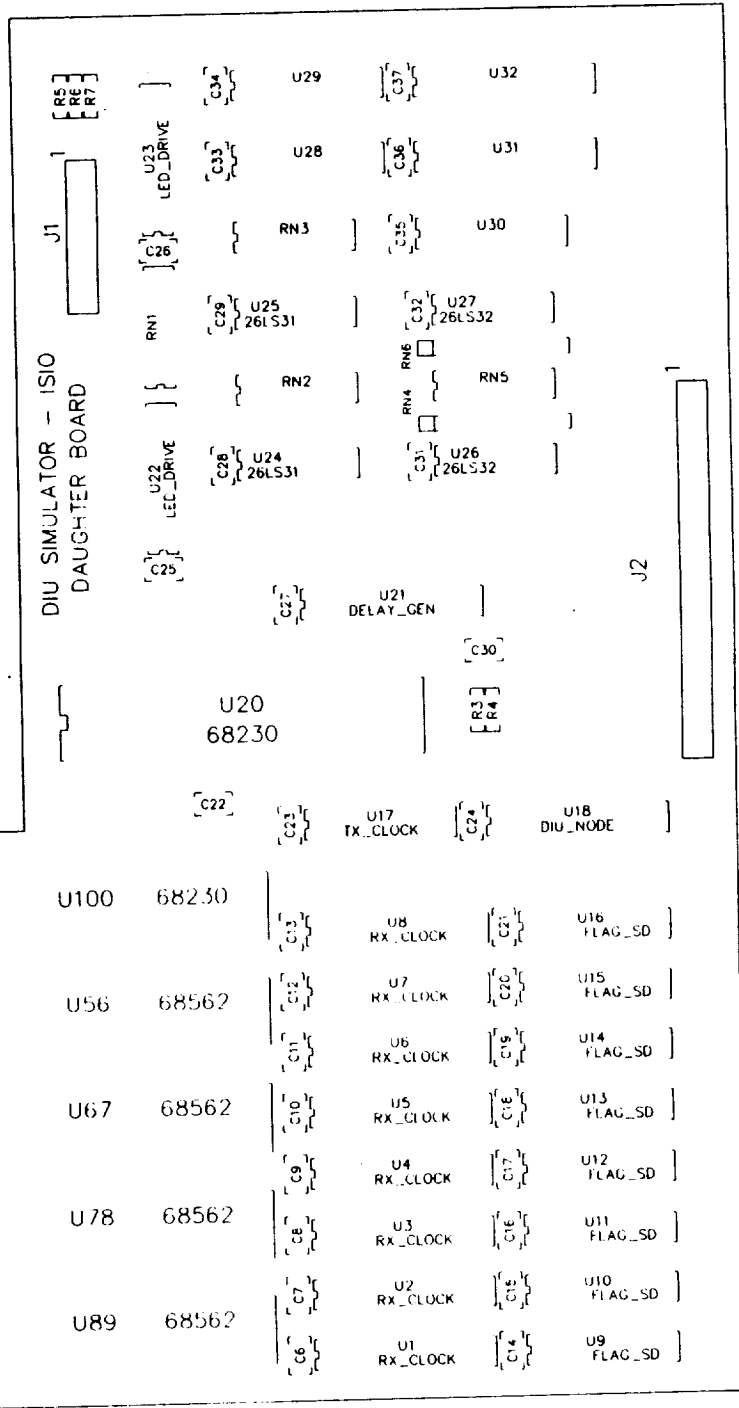 R5
R6
R7
C34
U29
C37
U32
1
J1
U23
LED_DRIVE
C33
U28
C36
U31
C26
RN3
C35
U30
RN1
C29
U25
26LS31
C32
U27
26LS32
RN6
DIU SIMULATOR - ISIO
DAUGHTER BOARD
RN2
RN4
RN5
1
J2
U22
LED_DRIVE
C28
U24
26LS31
C31
U26
26LS32
C25
C27
U21
DELAY_GEN
C30
U20
68230
R3
R4
C22
C23
U17
TX_CLOCK
C24
U18
DIU_NODE
U100 68230
C13
U8
RX_CLOCK
C21
U16
FLAG_SD
U56 68562
C12
U7
RX_CLOCK
C20
U15
FLAG_SD
C11
U6
RX_CLOCK
C19
U14
FLAG_SD
U67 68562
C10
U5
RX_CLOCK
C18
U13
FLAG_SD
C9
U4
RX_CLOCK
C17
U12
FLAG_SD
U78 68562
C8
U3
RX_CLOCK
C16
U11
FLAG_SD
C7
U2
RX_CLOCK
C15
U10
FLAG_SD
U89 68562
C6
U1
RX_CLOCK
C14
U9
FLAG_SD